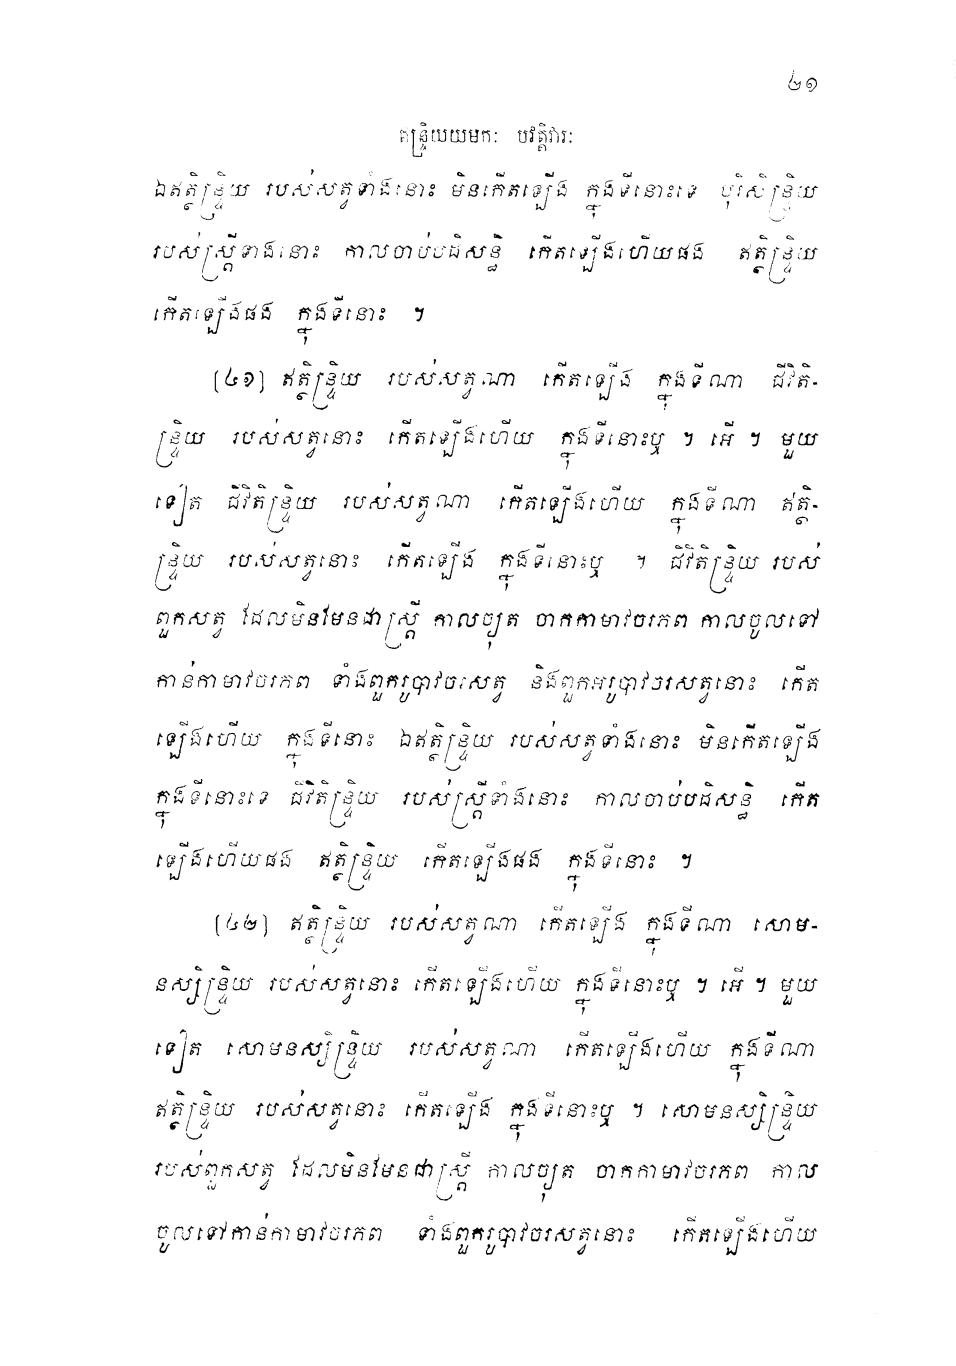 ៤១
ឥន្ទ្រិយយមកៈ បវត្តិវារៈ
ឯឥត្ថិន្ទ្រិយ របស់សត្វទាំងនោះ មិនកើតឡើង ក្នុងទីនោះទេ បុរិសិន្ទ្រិយ
របស់ស្រ្តីទាំងនោះ កាលចាប់បដិសន្ធិ កើតឡើងហើយផង ឥត្ថិន្ទ្រិយ
កើតឡើងផង ក្នុងទីនោះ ។
(៤១) ឥត្ថិន្ទ្រិយ របស់សត្វណា កើតឡើង ក្នុងទីណា ជីវិតិ-
ន្ទ្រិយ របស់សត្វនោះ កើតឡើងហើយ ក្នុងទីនោះឬ ។ អើ ។ មួយ
ទៀត ជីវិតិន្ទ្រិយ របស់សត្វណា កើតឡើងហើយ ក្នុងទីណា ឥត្ថិ-
ន្ទ្រិយ របស់សត្វនោះ កើតឡើង ក្នុងទីនោះឬ ។ ជីវិតិន្ទ្រិយ របស់
ពួកសត្វ ដែលមិនមែនជាស្រ្តី កាលច្យុត ចាកកាមាវចរភព កាលចូលទៅ
កាន់កាមាវចរភព ទាំងពួករូបាវចរសត្វ និងពួកអរូបាវចរសត្វនោះ កើត
ឡើងហើយ ក្នុងទីនោះ ឯឥត្ថិន្ទ្រិយ របស់សត្វទាំងនោះ មិនកើតឡើង
ក្នុងទីនោះទេ ជីវិតិន្ទ្រិយ របស់ស្រ្តីទាំងនោះ កាលចាប់បដិសន្ធិ កើត
ឡើងហើយផង ឥត្ថិន្ទ្រិយ កើតឡើងផង ក្នុងទីនោះ ។
(៤២) ឥត្ថិន្ទ្រិយ របស់សត្វណា កើតឡើង ក្នុងទីណា សោម-
នស្សិន្ទ្រិយ របស់សត្វនោះ កើតឡើងហើយ ក្នុងទីនោះឬ ។ អើ ។ មួយ
ទៀត សោមនស្សិន្ទ្រិយ របស់សត្វណា កើតឡើងហើយ ក្នុងទីណា
ឥត្ថិន្ទ្រិយ របស់សត្វនោះ កើតឡើង ក្នុងទីនោះឬ ។ សោមនស្សិន្ទ្រិយ
របស់ពួកសត្វ ដែលមិនមែនជាស្រ្តី កាលច្យុត ចាកកាមាវចរភព កាល
ចូលទៅកាន់កាមាវចរភព ទាំងពួករូបាវចរសត្វនោះ កើតឡើងហើយ